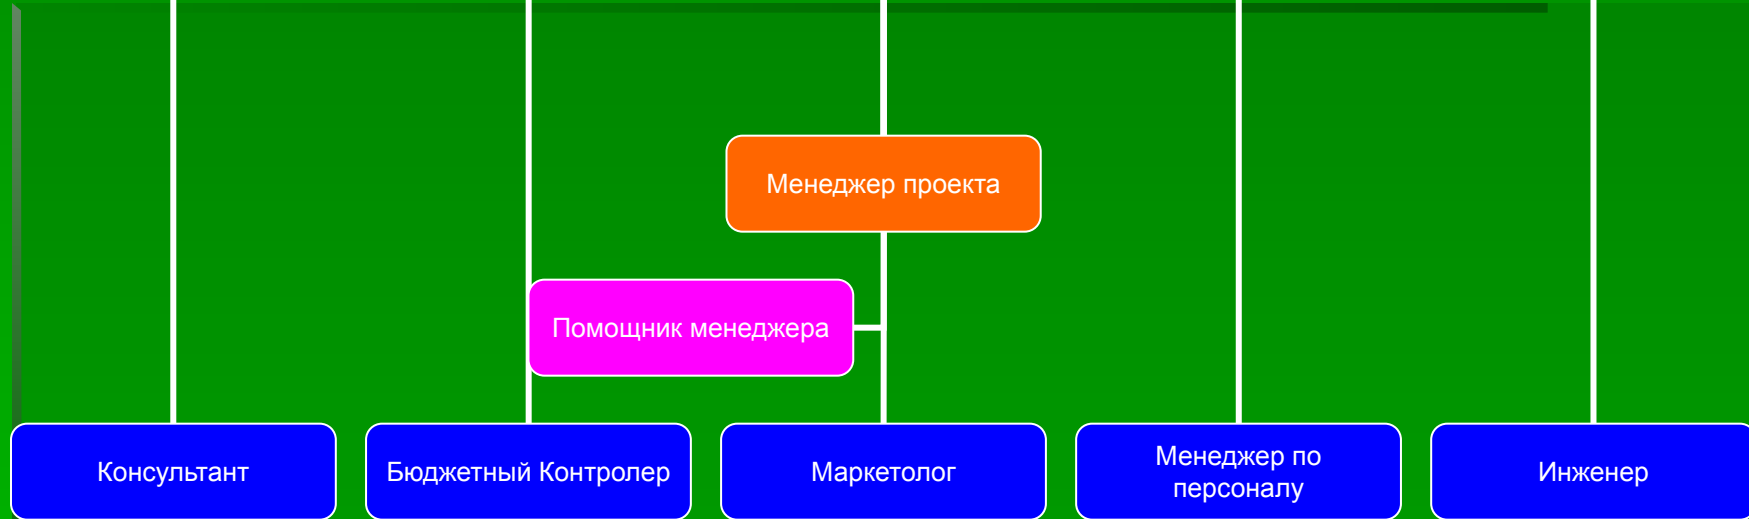 Менеджер проекта
Помощник менеджера
Консультант
Бюджетный Контролер
Маркетолог
Менеджер по
персоналу
Инженер